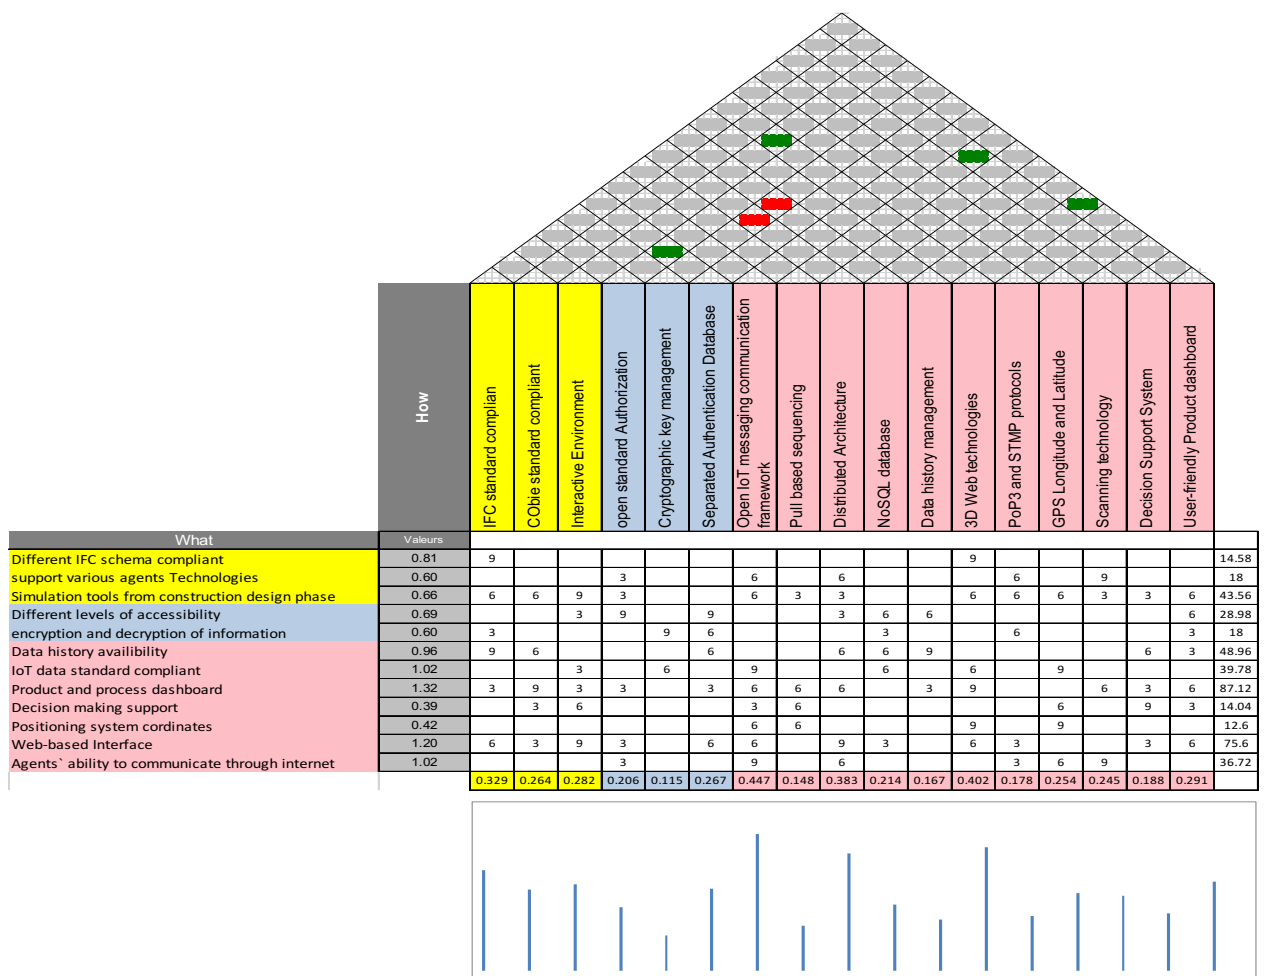 How
IFC standard complian
CObie standard compliant
Interactive Environment
open standard Authorization
Cryptographic key management
Separated Authentication Database
Open IoT messaging communication
framework
Pull based sequencing
Distributed Architecture
NoSQL database
Data history management
3D Web technologies
PoP3 and STMP protocols
GPS Longitude and Latitude
Scanning technology
Decision Support System
User-friendly Product dashboard
What Valeurs
Different IFC schema compliant 0.81 9 9 14.58
support various agents Technologies 0.60 3 6 6 6 9 18
Simulation tools from construction design phase 0.66 6 6 9 3 6 3 3 6 6 6 3 3 6 43.56
Different levels of accessibility 0.69 3 9 9 3 6 6 6 28.98
encryption and decryption of information 0.60 3 9 6 3 6 3 18
Data history availibility 0.96 9 6 6 6 6 9 6 3 48.96
IoT data standard compliant 1.02 3 6 9 6 6 9 39.78
Product and process dashboard 1.32 3 9 3 3 3 6 6 6 3 9 6 3 6 87.12
Decision making support 0.39 3 6 3 6 6 9 3 14.04
Positioning system cordinates 0.42 6 6 9 9 12.6
Web-based Interface 1.20 6 3 9 3 6 6 9 3 6 3 3 6 75.6
Agents` ability to communicate through internet 1.02 3 9 6 3 6 9 36.72
0.329 0.264 0.282 0.206 0.115 0.267 0.447 0.148 0.383 0.214 0.167 0.402 0.178 0.254 0.245 0.188 0.291